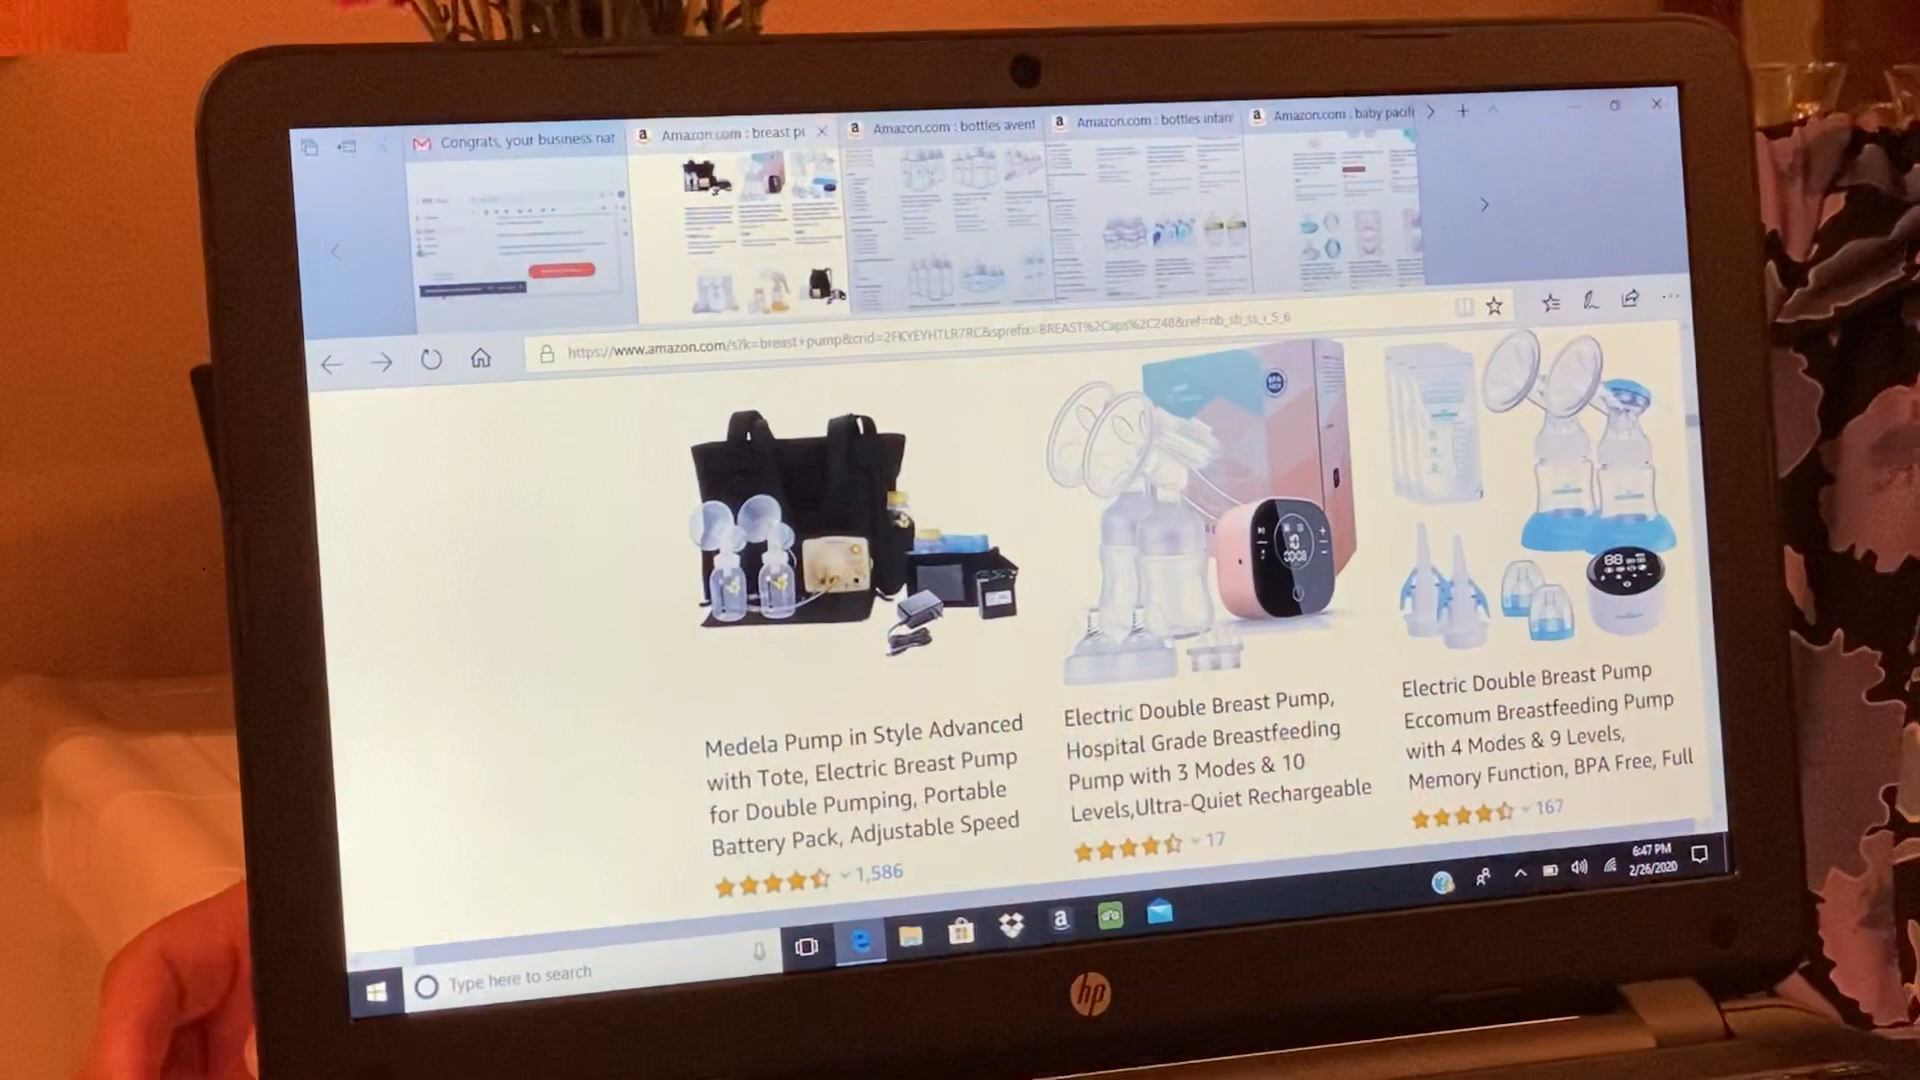 Congrats, your business nar
Amazon.com : breast pu
Amazon.com : bottles avent
Amazon.com : bottles infan
Amazon.com : baby pacifi
https://www.amazon.com/s?k=breast+pump&crid=2FKYEYHTLR7RC&sprefix=BREAST%2Caps%2C248&ref=nb_sb_ss_i_5_6
Medela Pump in Style Advanced
with Tote, Electric Breast Pump
for Double Pumping, Portable
Battery Pack, Adjustable Speed
1,586
Electric Double Breast Pump,
Hospital Grade Breastfeeding
Pump with 3 Modes & 10
Levels,Ultra-Quiet Rechargeable
17
Electric Double Breast Pump
Eccomum Breastfeeding Pump
with 4 Modes & 9 Levels,
Memory Function, BPA Free, Full
167
6:47 PM
2/26/2020
Type here to search
hp